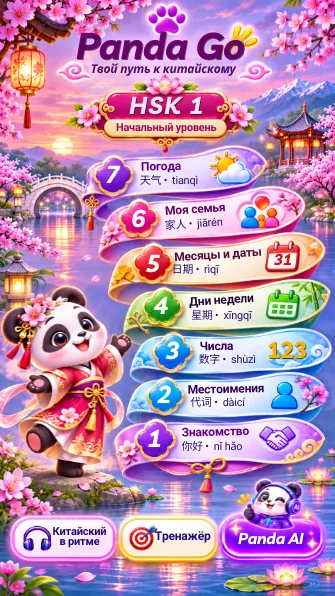 Panda Go
Твой путь к китайскому
HSK 1
Начальный уровень
7
Погода
天气 • tiānqì
6
Моя семья
家人 • jiārén
5
Месяцы и даты
日期 • rìqī
31
4
Дни недели
星期 • xīngqī
3
Числа
数字 • shùzì
123
2
Местоимения
代词 • dàicí
1
Знакомство
你好 • nǐ hǎo
Китайский
в ритме
Тренажёр
Panda AI